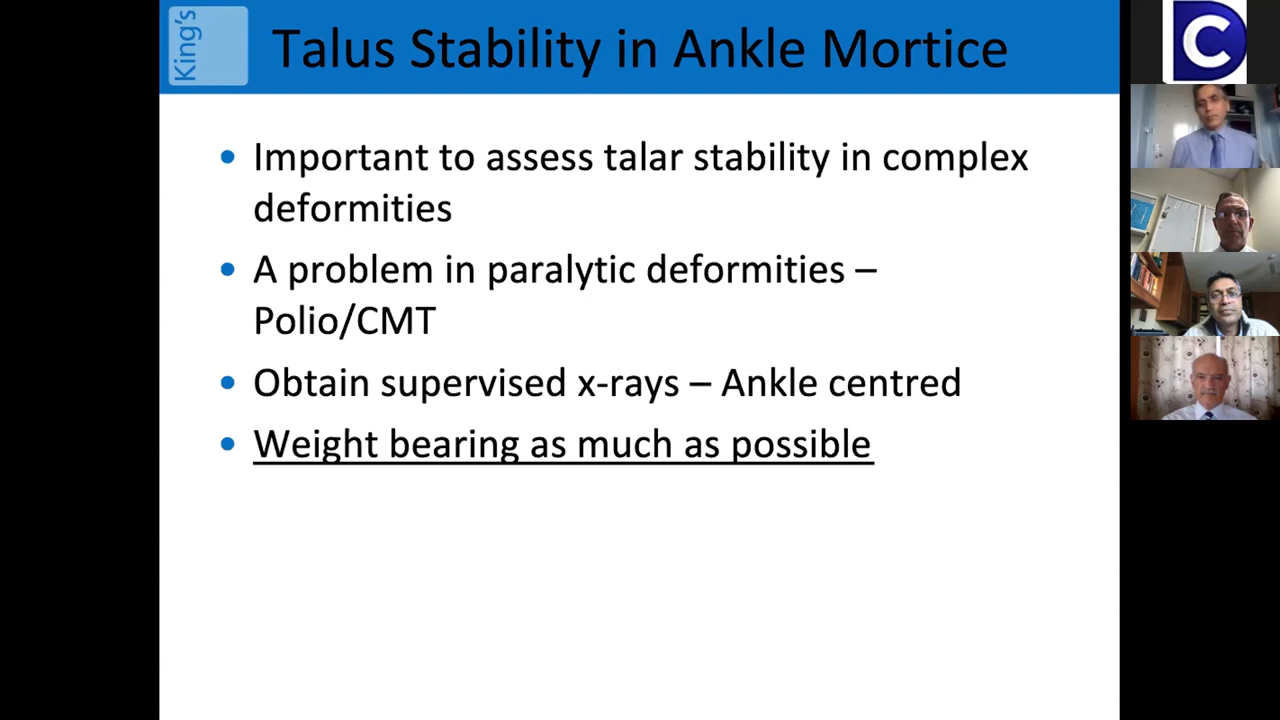 King's
Talus Stability in Ankle Mortice
• Important to assess talar stability in complex
deformities
• A problem in paralytic deformities –
Polio/CMT
• Obtain supervised x-rays – Ankle centred
• Weight bearing as much as possible